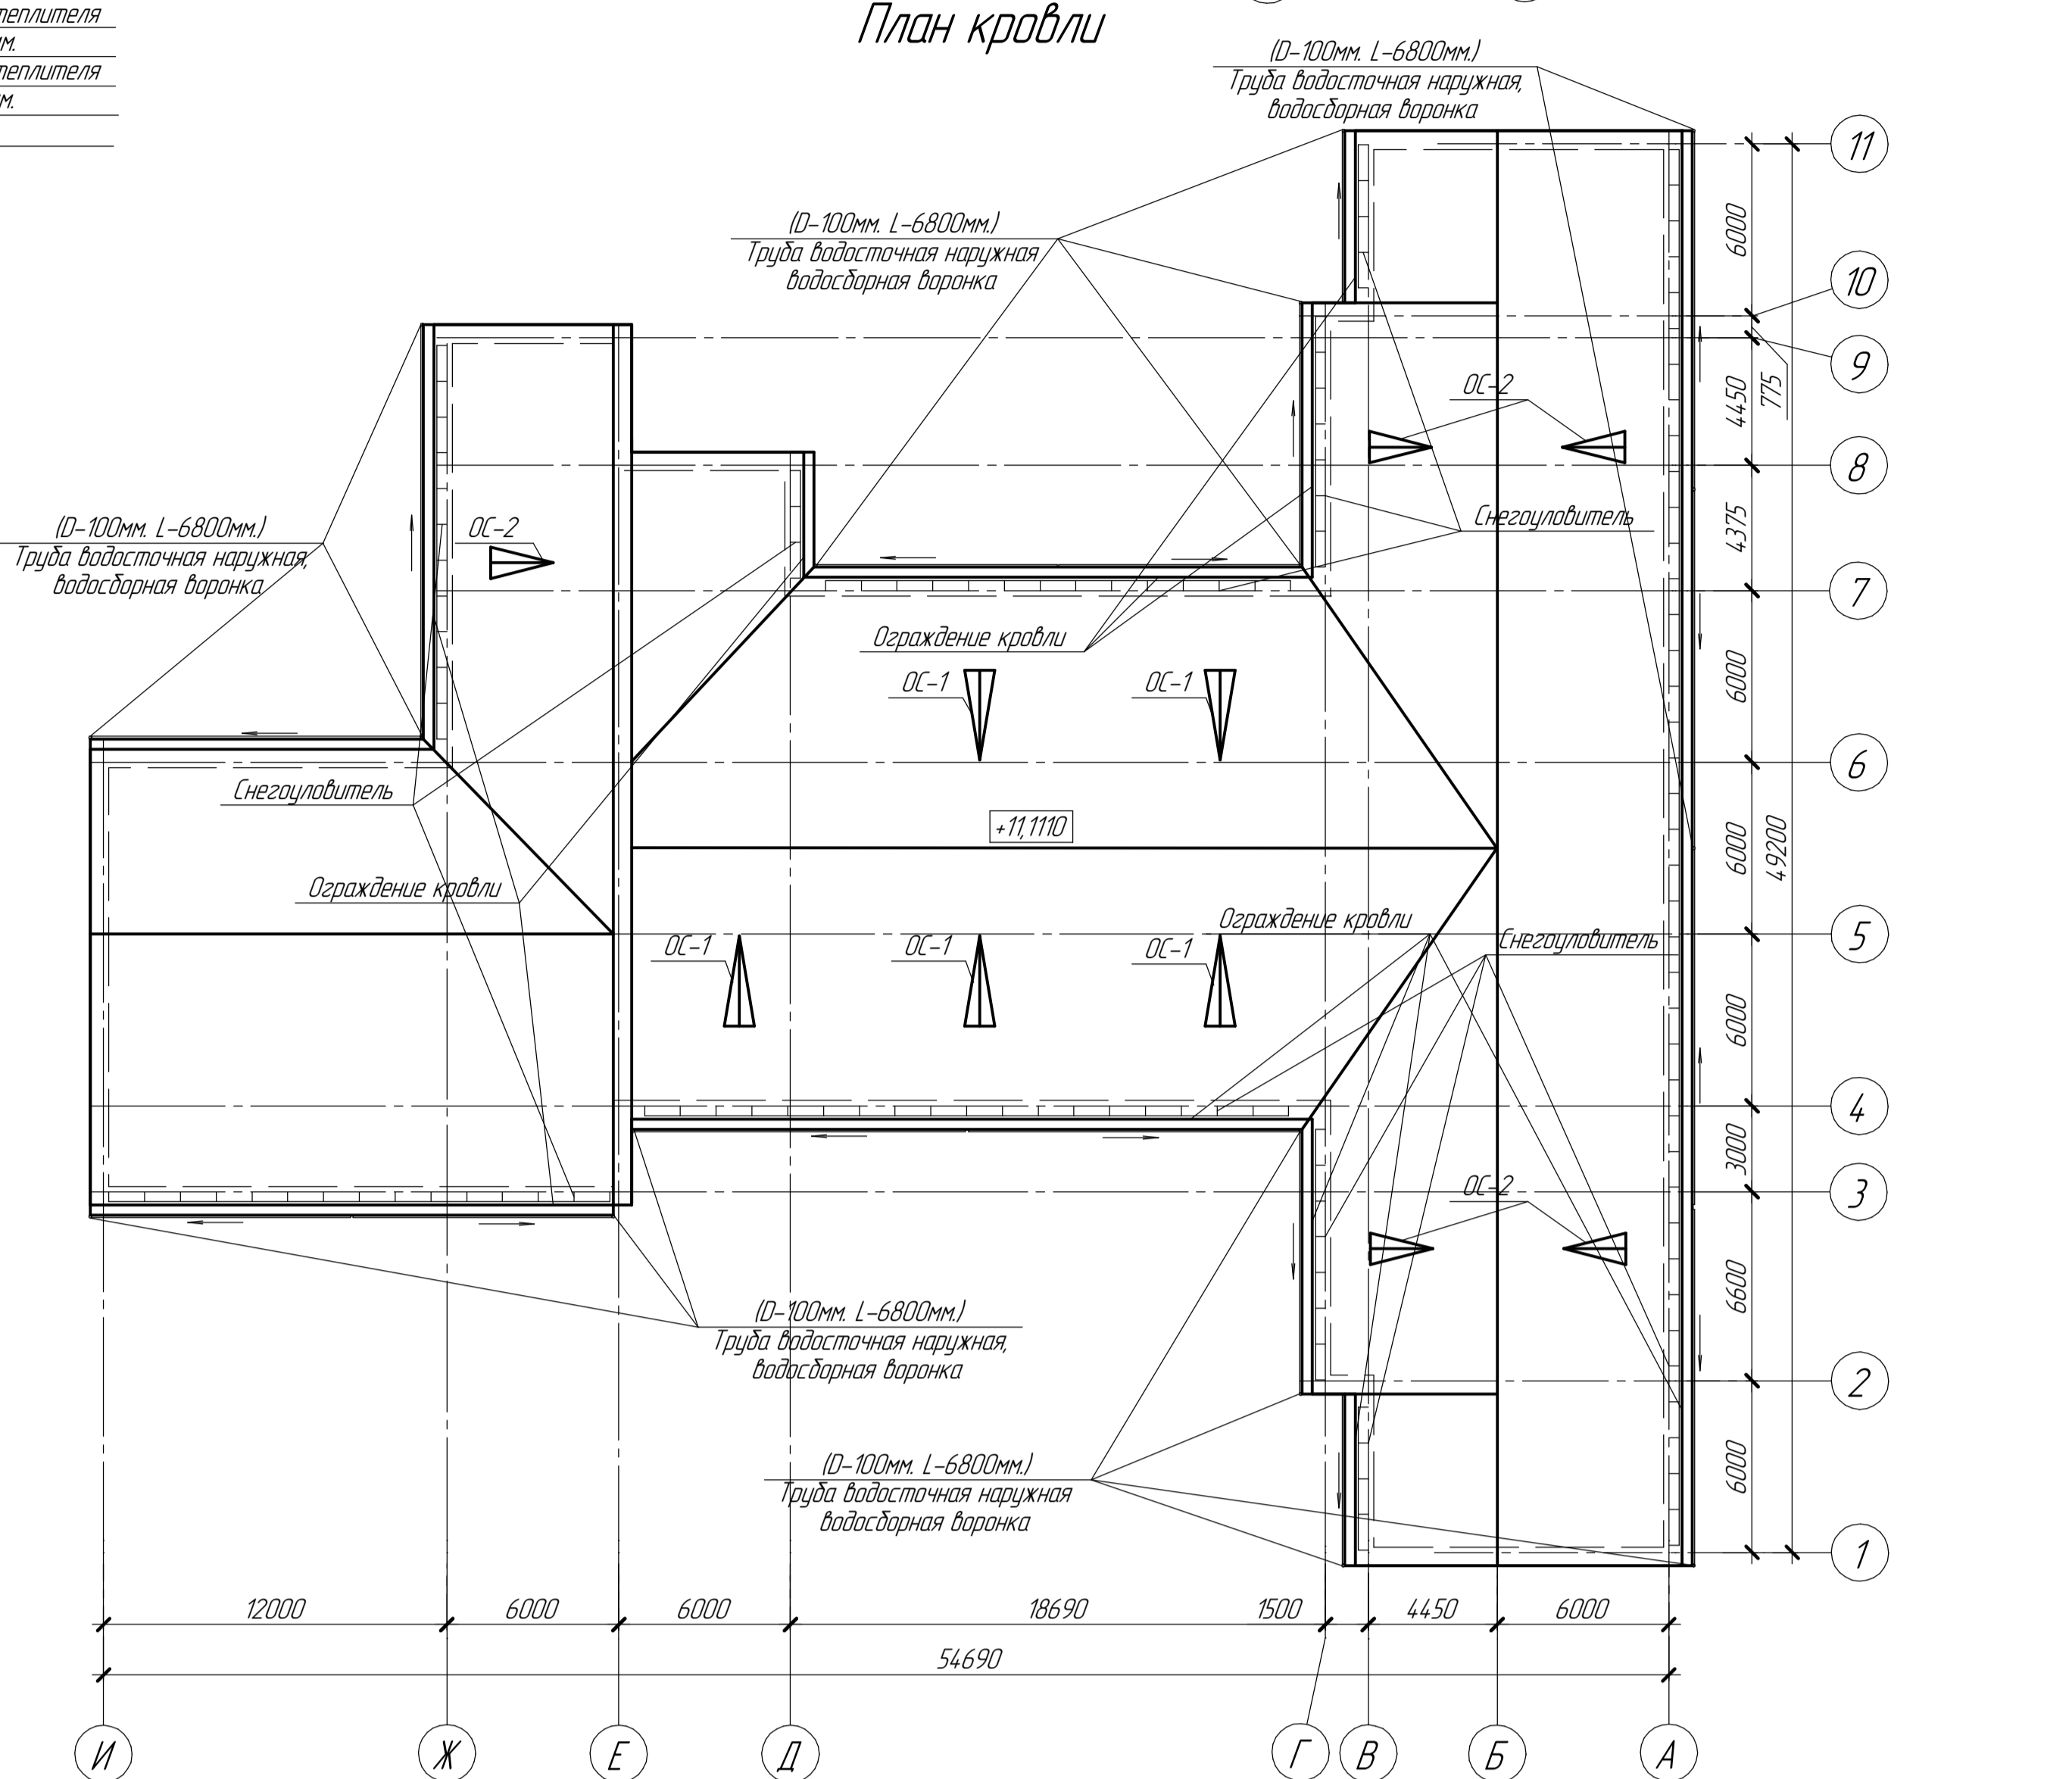 теплителя
м.
теплителя
м.
План кровли
(D-100мм. L-6800мм.)
Труба водосточная наружная,
водосборная воронка
11
(D-100мм. L-6800мм.)
Труба водосточная наружная
водосборная воронка
6000
10
9
775
4450
ОС-2
8
(D-100мм. L-6800мм.)
Труба водосточная наружная,
водосборная воронка
ОС-2
Снегоуловитель
4375
7
Ограждение кровли
ОС-1
ОС-1
6000
6
Снегоуловитель
+11,1110
6000
49200
Ограждение кровли
Ограждение кровли
Снегоуловитель
5
ОС-1
ОС-1
ОС-1
6000
4
3000
ОС-2
3
6600
(D-100мм. L-6800мм.)
Труба водосточная наружная,
водосборная воронка
2
(D-100мм. L-6800мм.)
Труба водосточная наружная
водосборная воронка
6000
1
12000
6000
6000
18690
1500
4450
6000
54690
И
Ж
Е
Д
Г
В
Б
А